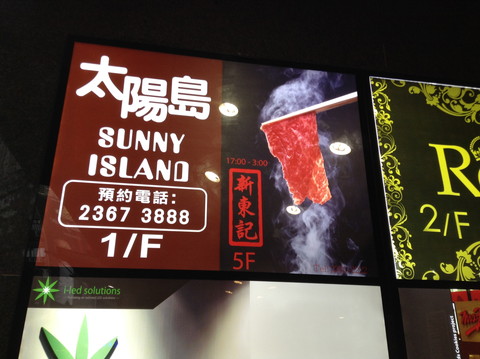 太陽島
SUNNY
ISLAND
預約電話:
2367 3888
1/F
17:00 - 3:00
新東記
5F
2/F
i-led solutions